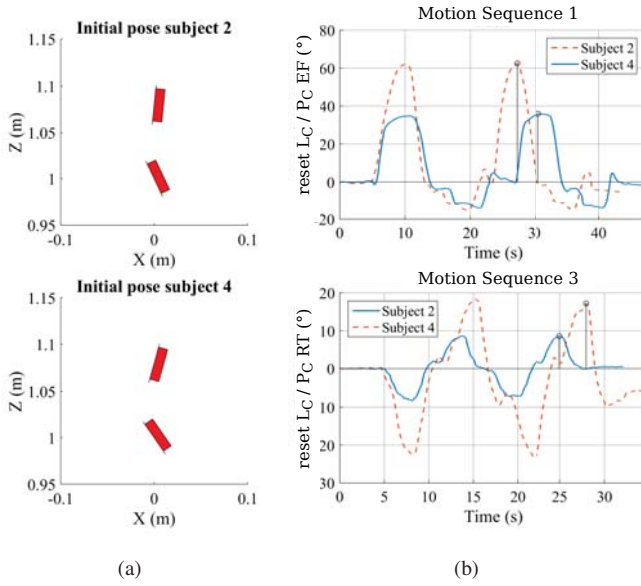 Initial pose subject 2
1.15
1.1
1.05
1
0.95
Z (m)
-0.1
0
0.1
X (m)
Initial pose subject 4
1.15
1.1
1.05
1
0.95
Z (m)
-0.1
0
0.1
X (m)
(a)
Motion Sequence 1
reset LC / PC EF (°)
80
60
40
20
0
20
0
10
20
30
40
Time (s)
Subject 2
Subject 4
Motion Sequence 3
reset LC / PC RT (°)
20
10
0
10
20
30
0
5
10
15
20
25
30
35
Time (s)
Subject 2
Subject 4
(b)